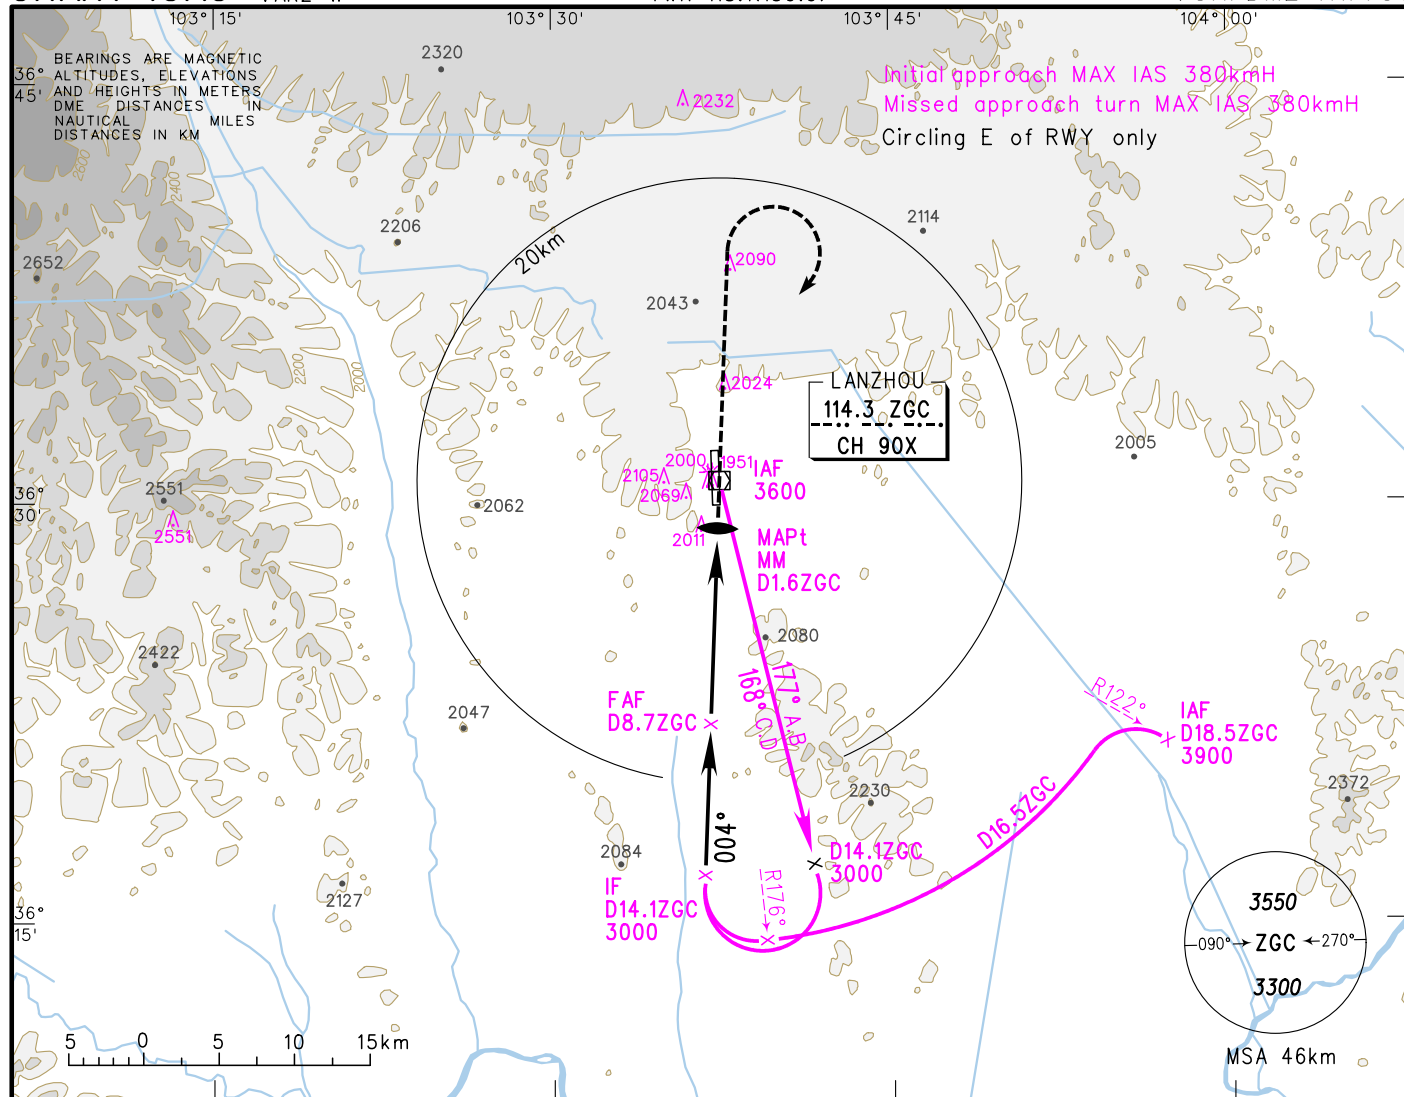 103°15'
103°30'
103°45'
104°00'
BEARINGS ARE MAGNETIC
ALTITUDES, ELEVATIONS
AND HEIGHTS IN METERS
DME DISTANCES IN
NAUTICAL MILES
DISTANCES IN KM
36°
45'
2320
2232
Initial approach MAX IAS 380kmH
Missed approach turn MAX IAS 380kmH
Circling E of RWY only
2600
2400
2206
2114
20km
2652
2090
2043
2200
2000
2024
LANZHOU
114.3 ZGC
CH 90X
2005
2000
1951
2105
2069
IAF
3600
36°
30'
2551
2551
2062
2011
MAPt
MM
D1.6ZGC
2080
2422
177° A.B
168° C.D
R122°
FAF
D8.7ZGC
IAF
D18.5ZGC
3900
2047
2230
2372
D16.5ZGC
004°
2084
D14.1ZGC
3000
R176°
IF
D14.1ZGC
3000
2127
36°
15'
3550
090° ZGC 270°
3300
MSA 46km
5 0 5 10 15km